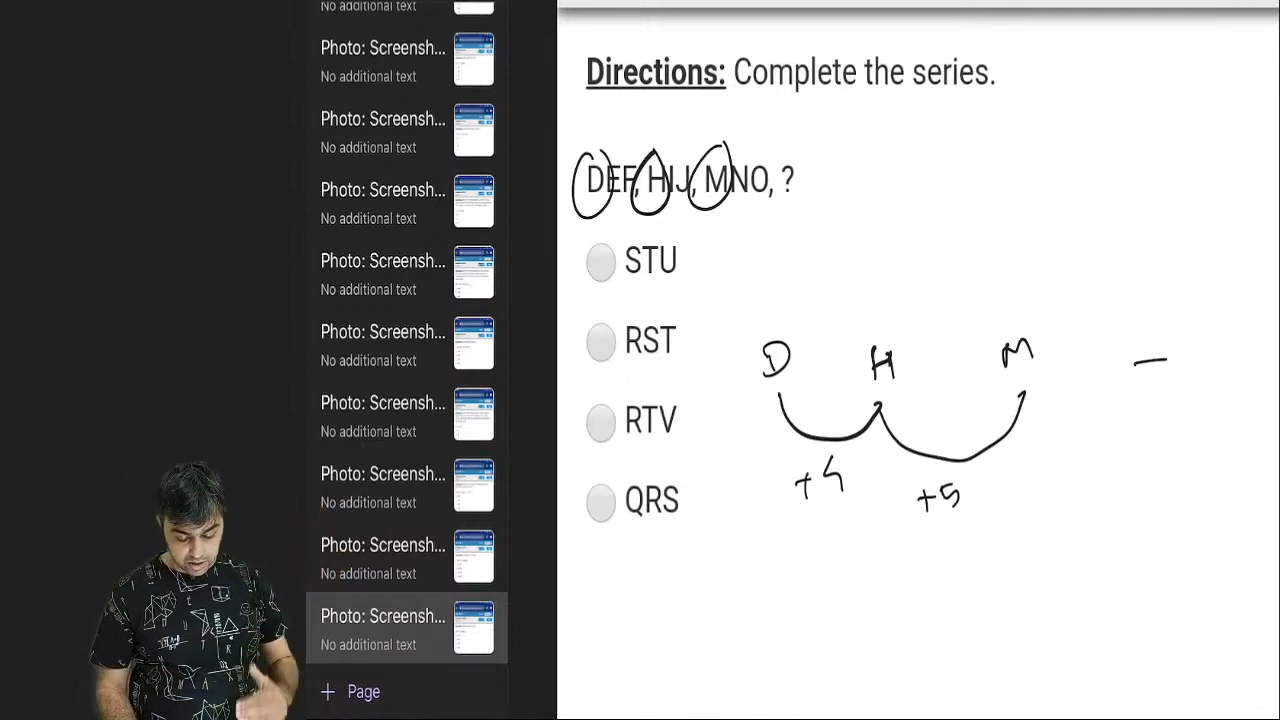 No additional text
Photo: Screensh...
No additional text
Photo: Screensh...
No additional text
Photo: Screensh...
No additional text
Photo: Screensh...
No additional text
Photo: Screensh...
No additional text
Photo: Screensh...
No additional text
Photo: Screensh...
No additional text
Photo: Screensh...
No additional text
Photo: Screensh...
No additional text
+ Page
Directions: Complete the series.
DEF, HIJ, MNO, ?
STU
RST
RTV
QRS
D H M —
+4 +5